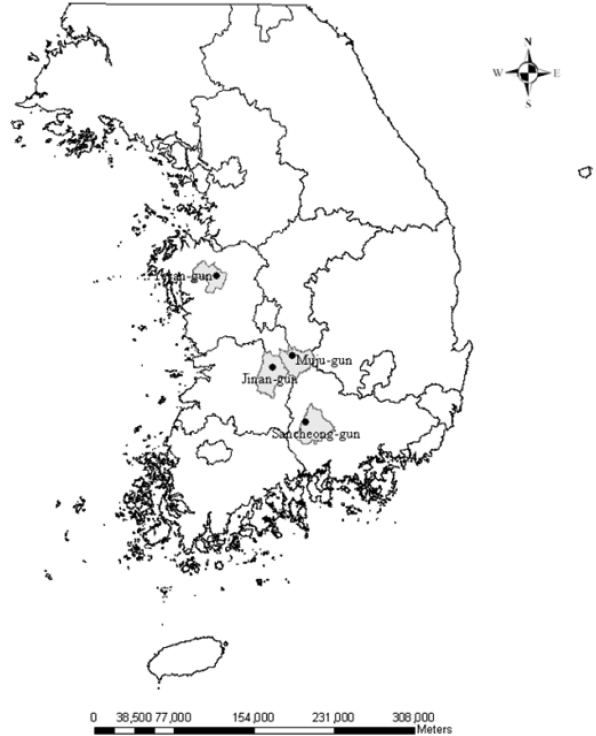 N
W E
S
Muju-gun
Jinan-gun
Sancheong-gun
0 38,500 77,000 154,000 231,000 308,000
Meters